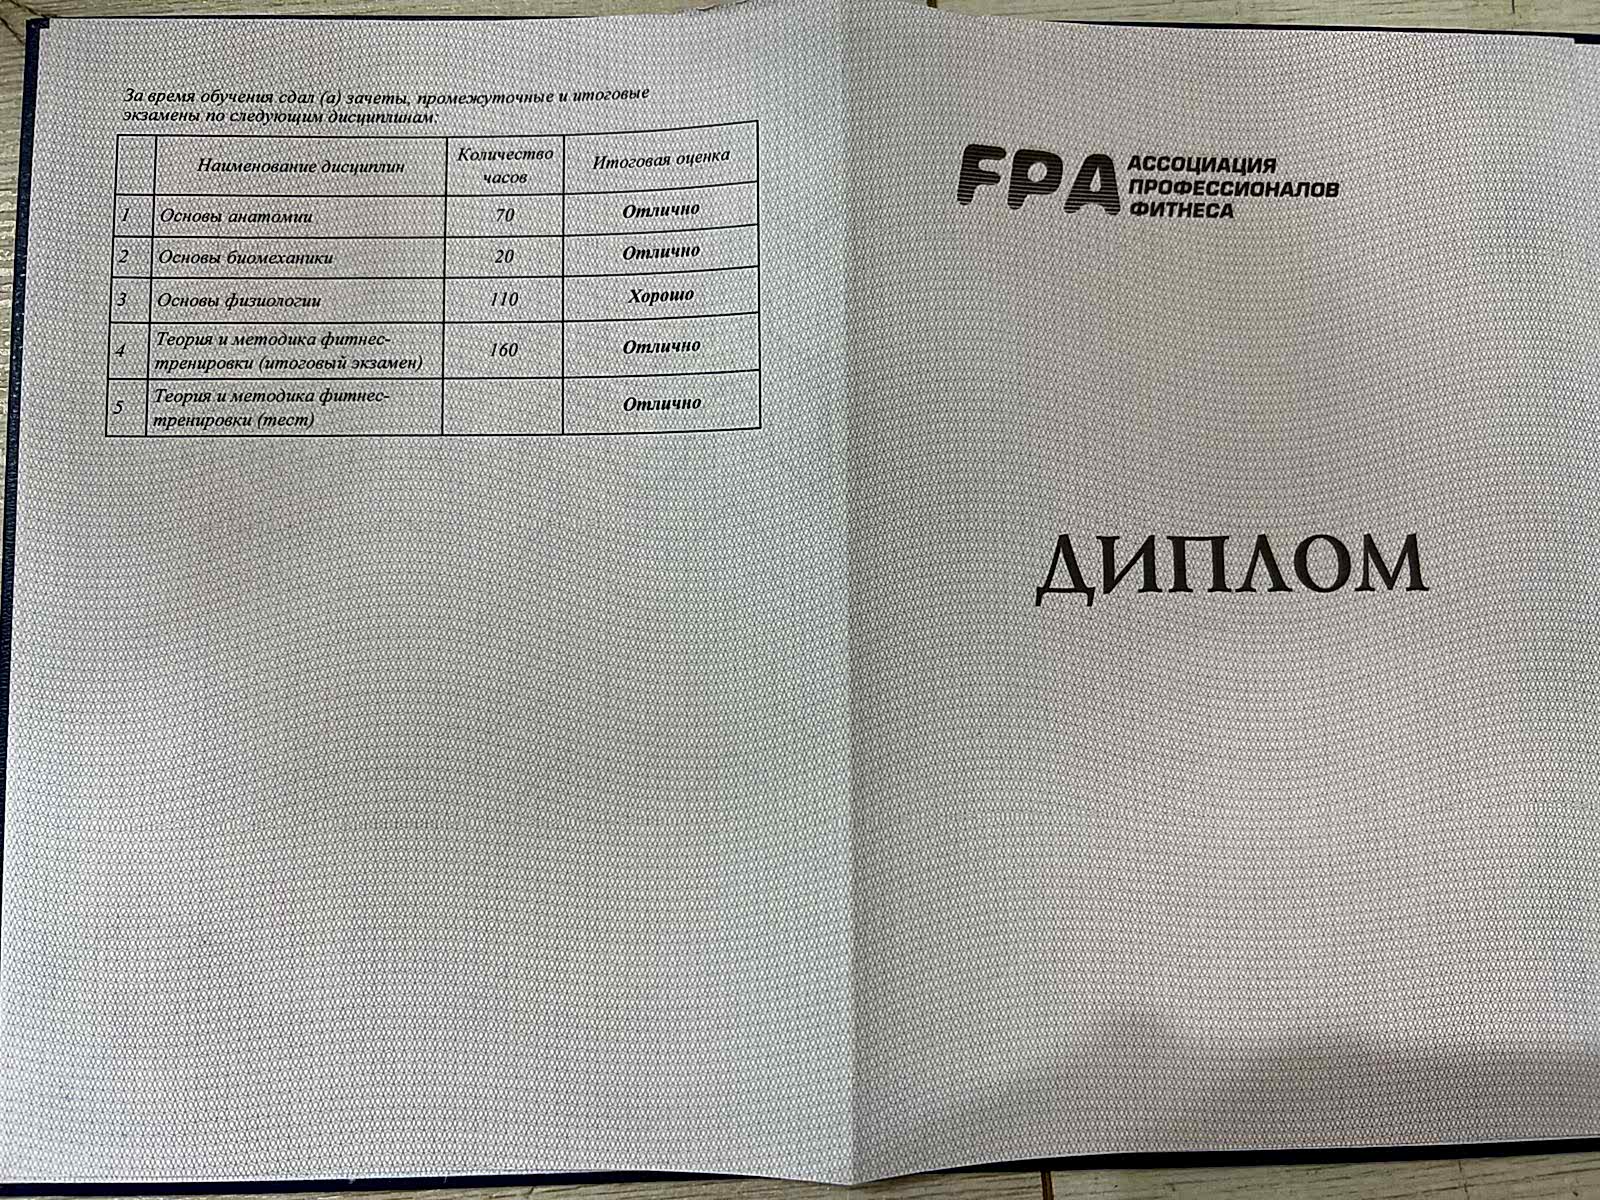 За время обучения сдал (а) зачеты, промежуточные и итоговые
экзамены по следующим дисциплинам:
Наименование дисциплин
Количество
часов
Итоговая оценка
1 Основы анатомии 70 Отлично
2 Основы биомеханики 20 Отлично
3 Основы физиологии 110 Хорошо
4 Теория и методика фитнес-
тренировки (итоговый экзамен) 160 Отлично
5 Теория и методика фитнес-
тренировки (тест) Отлично
FPA АССОЦИАЦИЯ
ПРОФЕССИОНАЛОВ
ФИТНЕСА
ДИПЛОМ